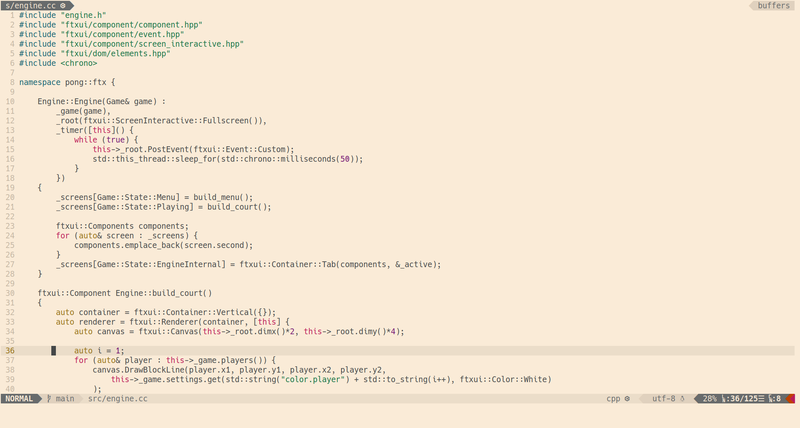 s/engine.cc ⚙ buffers
1 #include "engine.h"
2 #include "ftxui/component/component.hpp"
3 #include "ftxui/component/event.hpp"
4 #include "ftxui/component/screen_interactive.hpp"
5 #include "ftxui/dom/elements.hpp"
6 #include <chrono>
7
8 namespace pong::ftx {
9
10     Engine::Engine(Game& game) :
11         _game(game),
12         _root(ftxui::ScreenInteractive::Fullscreen()),
13         _timer([this]() {
14             while (true) {
15                 this->_root.PostEvent(ftxui::Event::Custom);
16                 std::this_thread::sleep_for(std::chrono::milliseconds(50));
17             }
18         })
19     {
20         _screens[Game::State::Menu] = build_menu();
21         _screens[Game::State::Playing] = build_court();
22
23         ftxui::Components components;
24         for (auto& screen : _screens) {
25             components.emplace_back(screen.second);
26         }
27         _screens[Game::State::EngineInternal] = ftxui::Container::Tab(components, &_active);
28     }
29
30     ftxui::Component Engine::build_court()
31     {
32         auto container = ftxui::Container::Vertical({});
33         auto renderer = ftxui::Renderer(container, [this] {
34             auto canvas = ftxui::Canvas(this->_root.dimx()*2, this->_root.dimy()*4);
35
36             auto i = 1;
37             for (auto& player : this->_game.players()) {
38                 canvas.DrawBlockLine(player.x1, player.y1, player.x2, player.y2,
39                     this->_game.settings.get(std::string("color.player") + std::to_string(i++), ftxui::Color::White)
40                 );
NORMAL main src/engine.cc cpp ⚙ utf-8 28% :36/125☰ :8